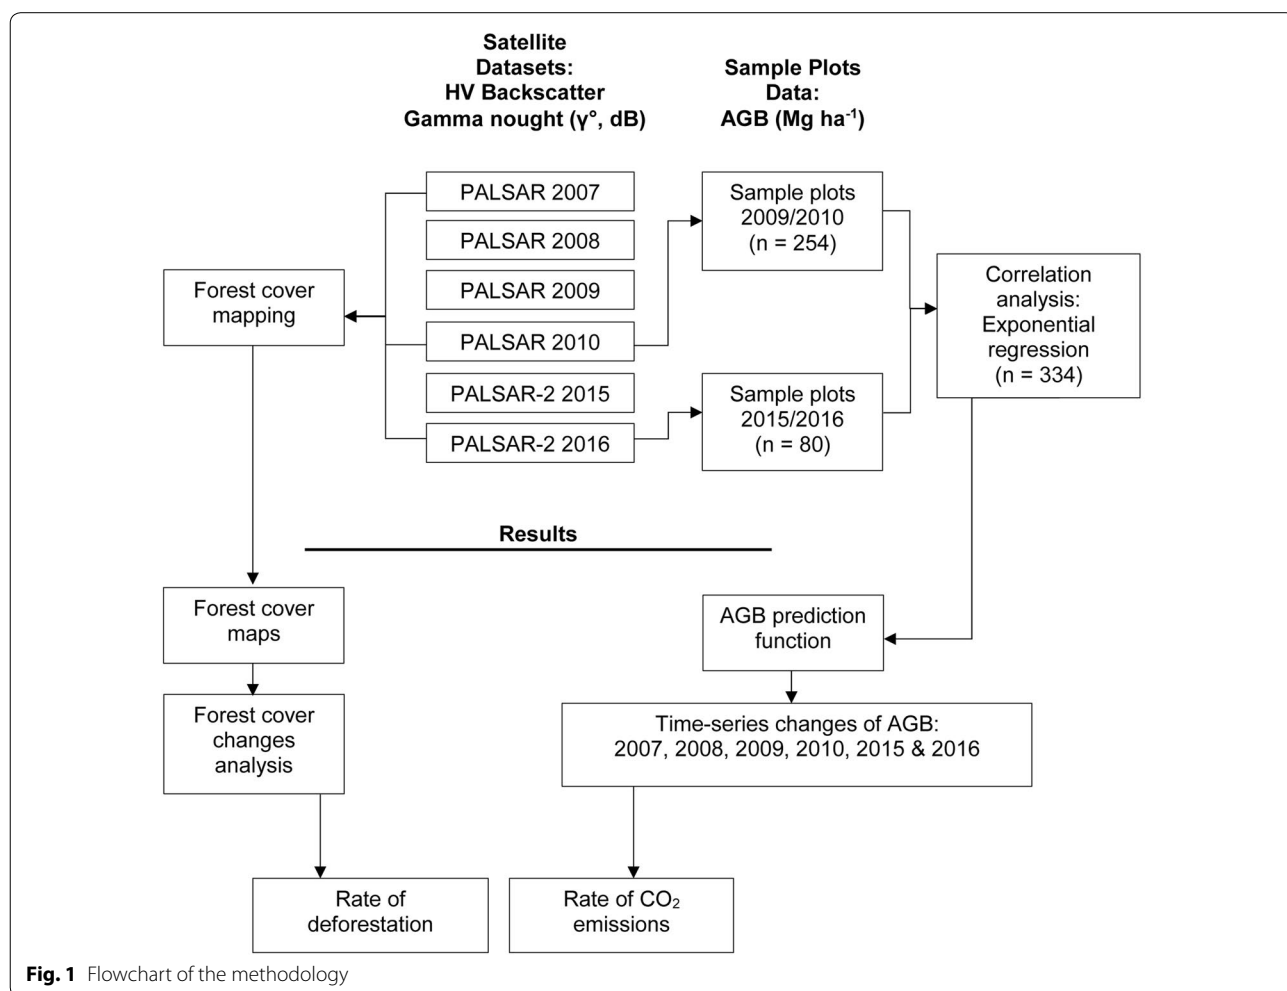 Satellite
Datasets:
HV Backscatter
Gamma nought (γ°, dB)
Sample Plots
Data:
AGB (Mg ha⁻¹)
PALSAR 2007
PALSAR 2008
PALSAR 2009
PALSAR 2010
PALSAR-2 2015
PALSAR-2 2016
Sample plots
2009/2010
(n = 254)
Sample plots
2015/2016
(n = 80)
Forest cover
mapping
Correlation
analysis:
Exponential
regression
(n = 334)
Results
Forest cover
maps
Forest cover
changes
analysis
AGB prediction
function
Time-series changes of AGB:
2007, 2008, 2009, 2010, 2015 & 2016
Rate of
deforestation
Rate of CO₂
emissions
Fig. 1 Flowchart of the methodology